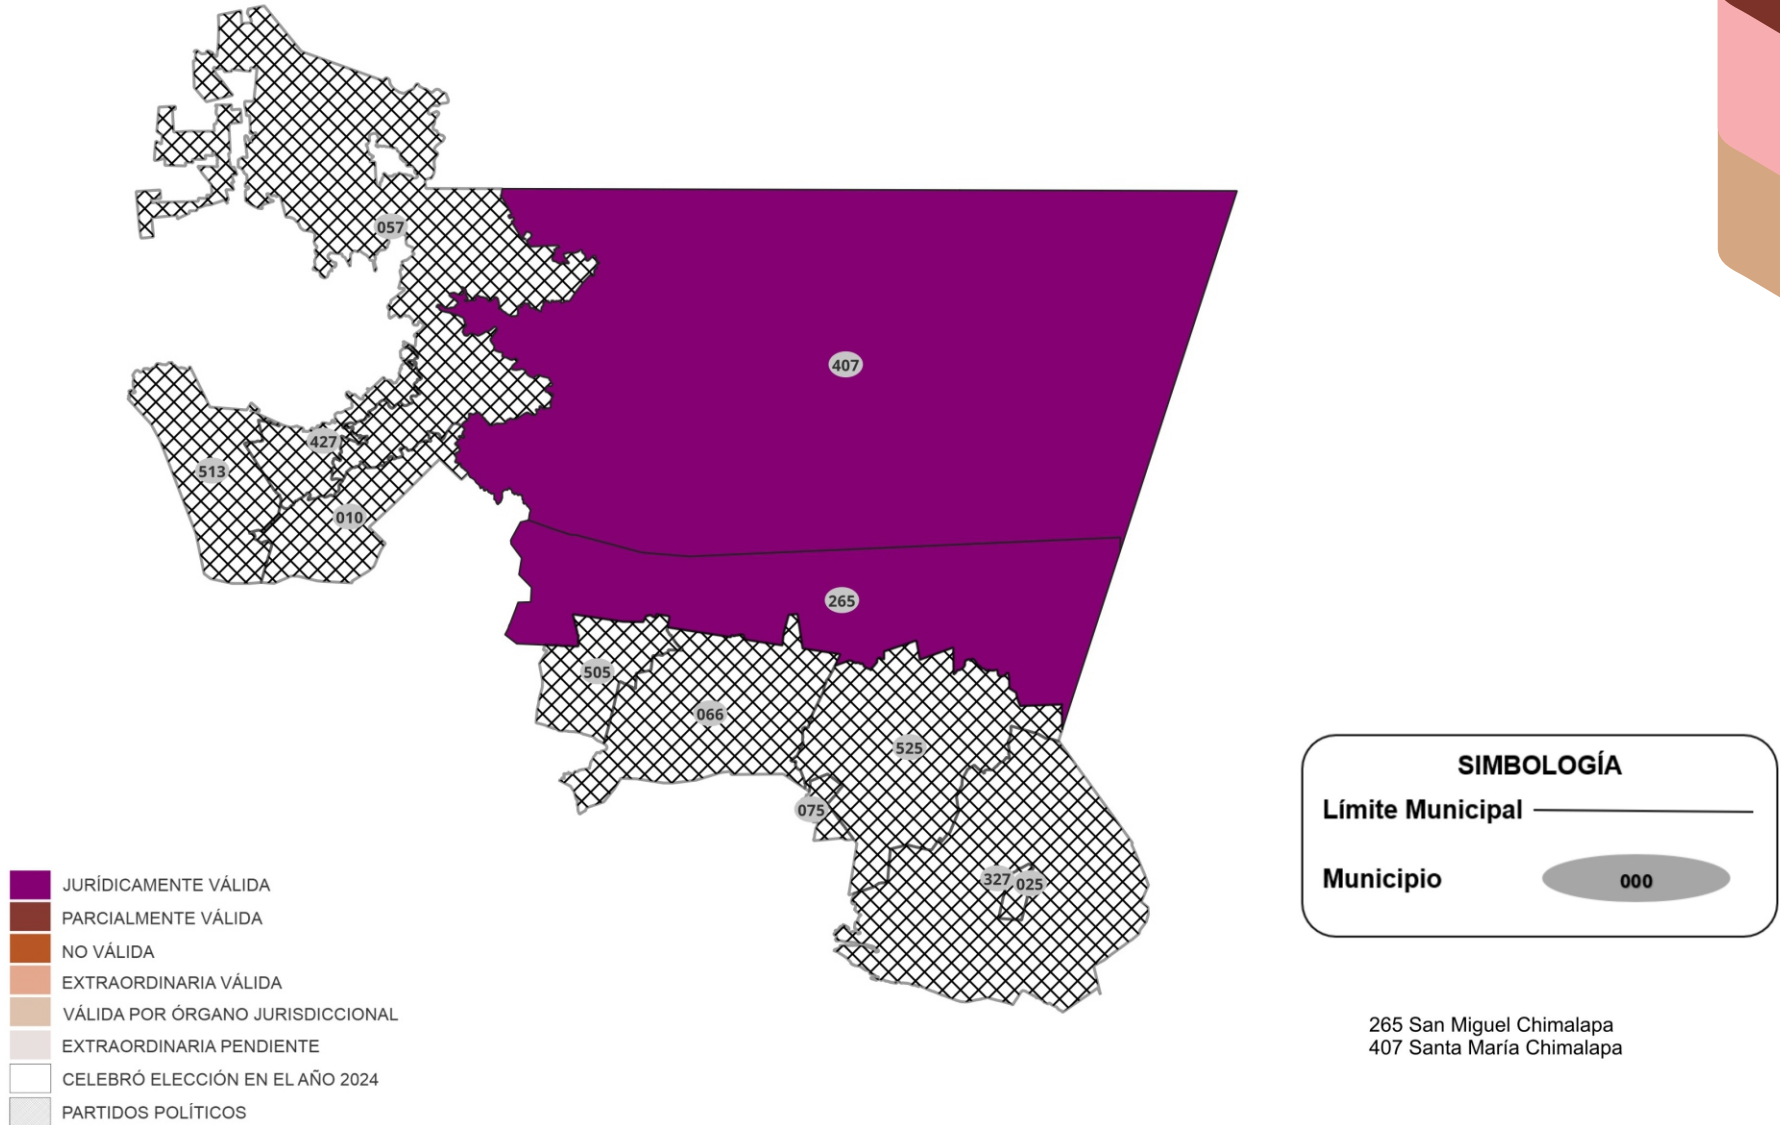 057
407
427
513
010
265
505
066
525
075
327
025
SIMBOLOGÍA
Límite Municipal
Municipio 000
JURÍDICAMENTE VÁLIDA
PARCIALMENTE VÁLIDA
NO VÁLIDA
EXTRAORDINARIA VÁLIDA
VÁLIDA POR ÓRGANO JURISDICCIONAL
EXTRAORDINARIA PENDIENTE
CELEBRÓ ELECCIÓN EN EL AÑO 2024
PARTIDOS POLÍTICOS
265 San Miguel Chimalapa
407 Santa María Chimalapa